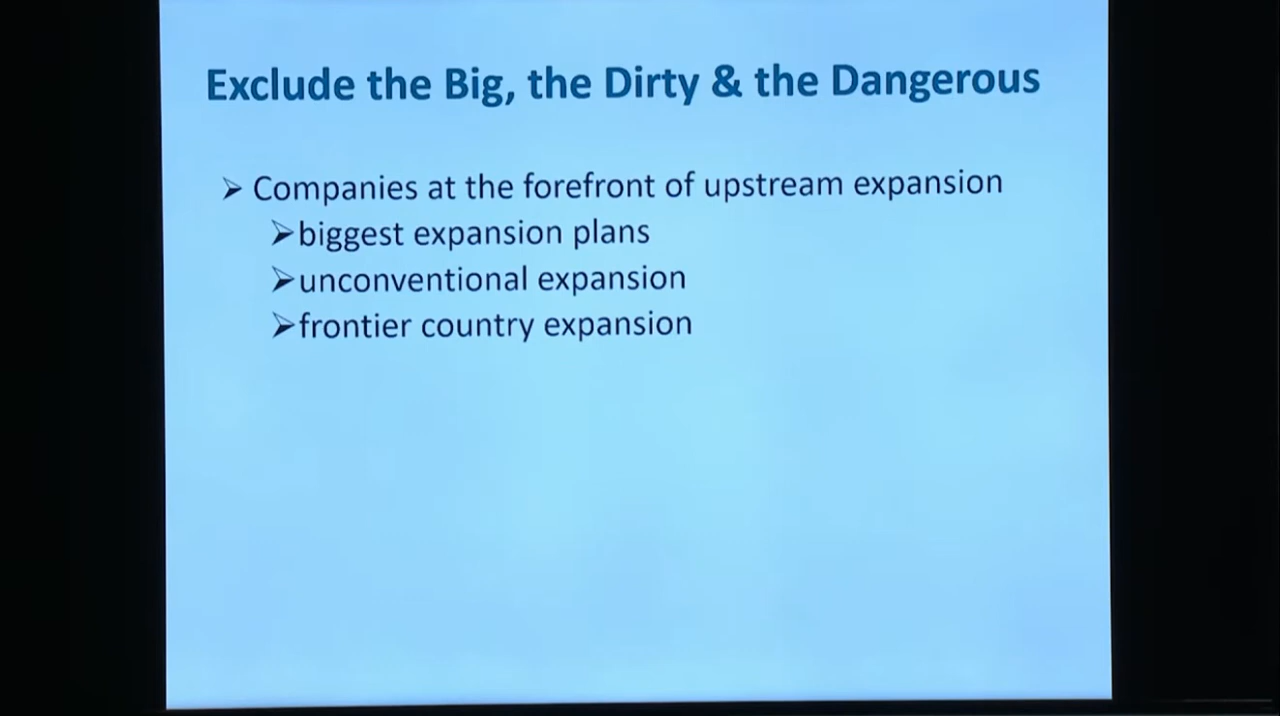 Exclude the Big, the Dirty & the Dangerous
➢ Companies at the forefront of upstream expansion
➢biggest expansion plans
➢unconventional expansion
➢frontier country expansion